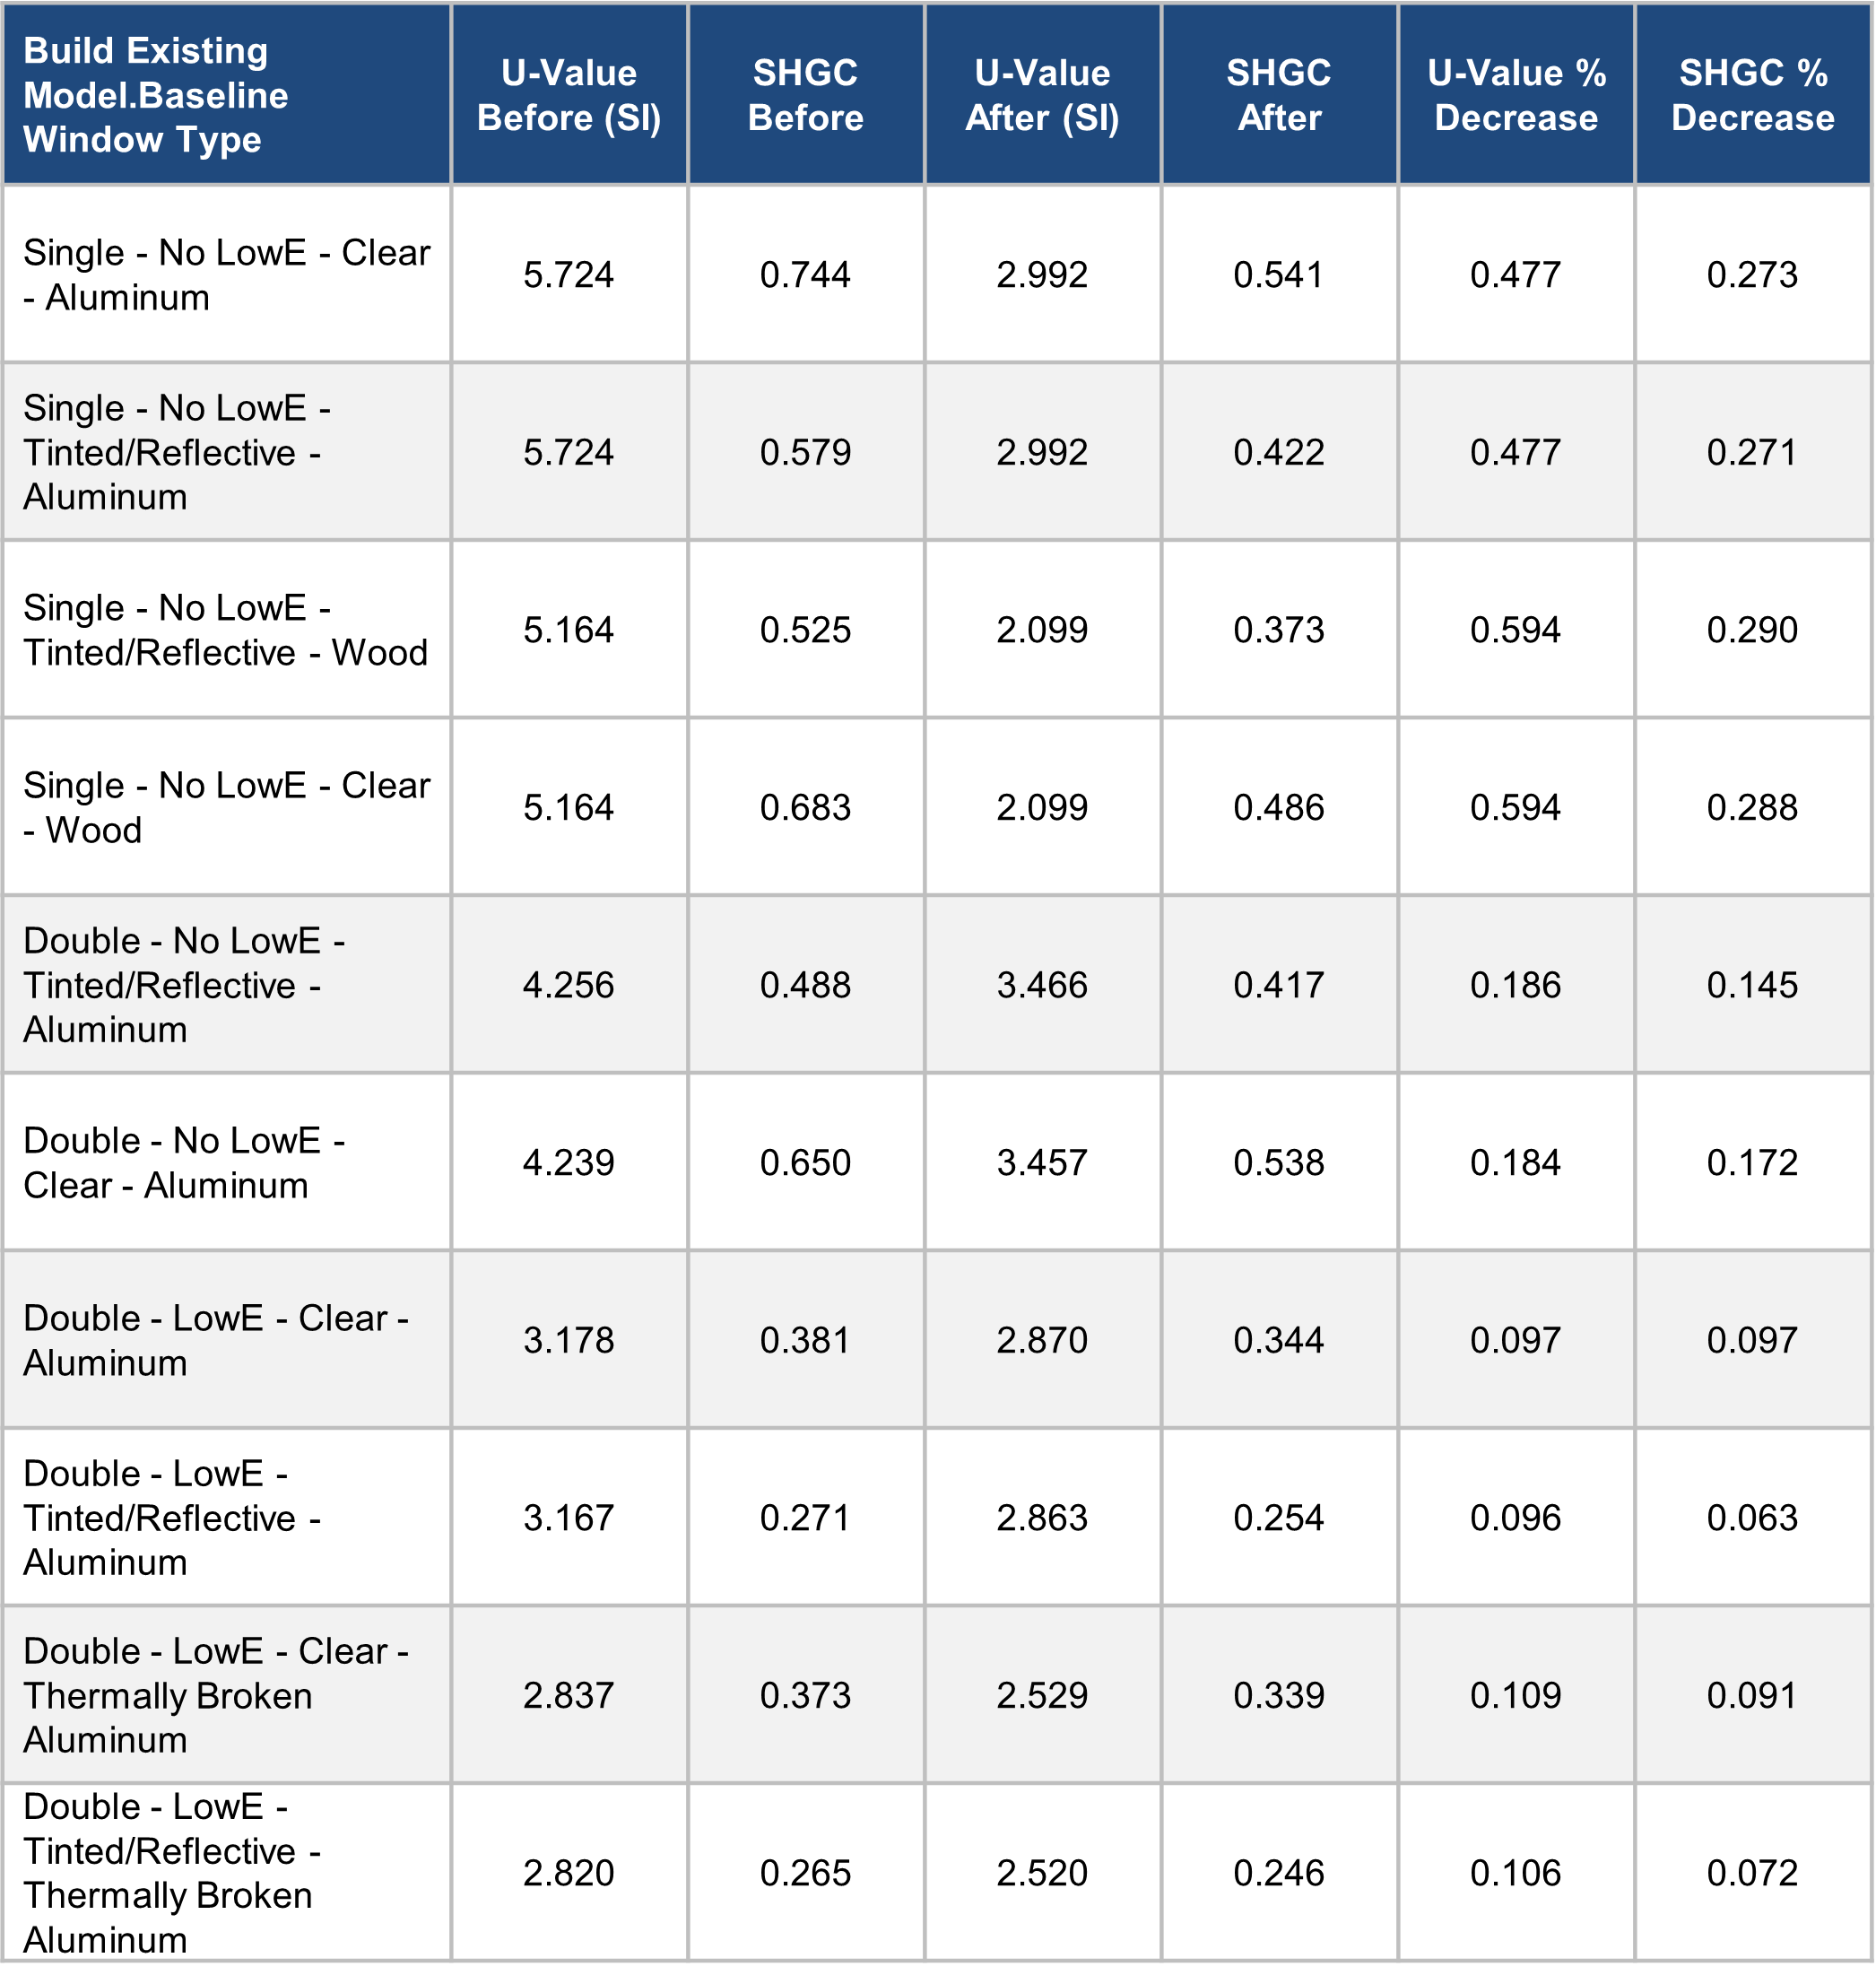 Build Existing
Model.Baseline
Window Type
U-Value
Before (SI)
SHGC
Before
U-Value
After (SI)
SHGC
After
U-Value %
Decrease
SHGC %
Decrease
Single - No LowE - Clear
- Aluminum
5.724
0.744
2.992
0.541
0.477
0.273
Single - No LowE -
Tinted/Reflective -
Aluminum
5.724
0.579
2.992
0.422
0.477
0.271
Single - No LowE -
Tinted/Reflective - Wood
5.164
0.525
2.099
0.373
0.594
0.290
Single - No LowE - Clear
- Wood
5.164
0.683
2.099
0.486
0.594
0.288
Double - No LowE -
Tinted/Reflective -
Aluminum
4.256
0.488
3.466
0.417
0.186
0.145
Double - No LowE -
Clear - Aluminum
4.239
0.650
3.457
0.538
0.184
0.172
Double - LowE - Clear -
Aluminum
3.178
0.381
2.870
0.344
0.097
0.097
Double - LowE -
Tinted/Reflective -
Aluminum
3.167
0.271
2.863
0.254
0.096
0.063
Double - LowE - Clear -
Thermally Broken
Aluminum
2.837
0.373
2.529
0.339
0.109
0.091
Double - LowE -
Tinted/Reflective -
Thermally Broken
Aluminum
2.820
0.265
2.520
0.246
0.106
0.072